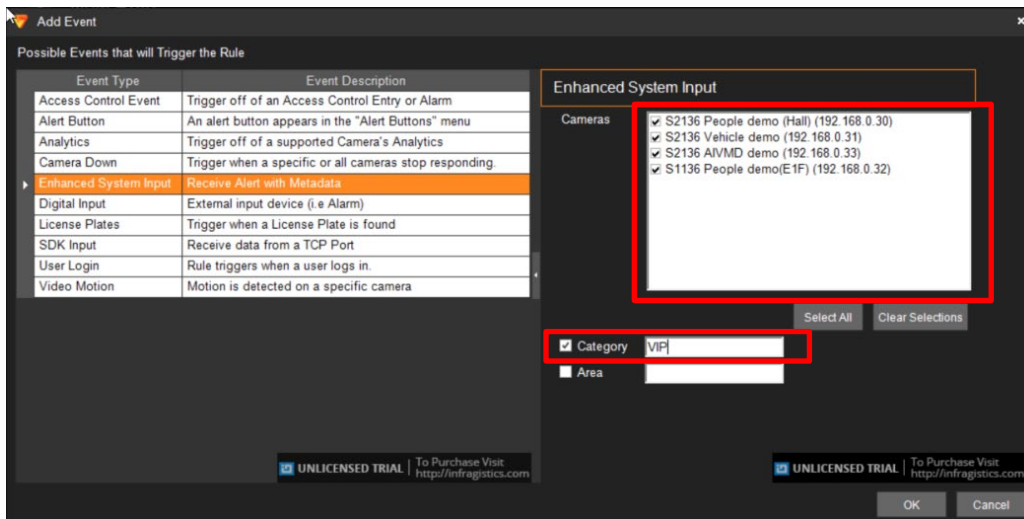 Add Event
Possible Events that will Trigger the Rule
Event Type Event Description
Access Control Event Trigger off of an Access Control Entry or Alarm
Alert Button An alert button appears in the "Alert Buttons" menu
Analytics Trigger off of a supported Camera's Analytics
Camera Down Trigger when a specific or all cameras stop responding.
Enhanced System Input Receive Alert with Metadata
Digital Input External input device (i.e Alarm)
License Plates Trigger when a License Plate is found
SDK Input Receive data from a TCP Port
User Login Rule triggers when a user logs in.
Video Motion Motion is detected on a specific camera
UNLICENSED TRIAL
To Purchase Visit
http://infragistics.com
Enhanced System Input
Cameras
S2136 People demo (Hall) (192.168.0.30)
S2136 Vehicle demo (192.168.0.31)
S2136 AIVMD demo (192.168.0.33)
S1136 People demo(E1F) (192.168.0.32)
Select All Clear Selections
Category VIP
Area
UNLICENSED TRIAL
To Purchase Visit
http://infragistics.com
OK Cancel